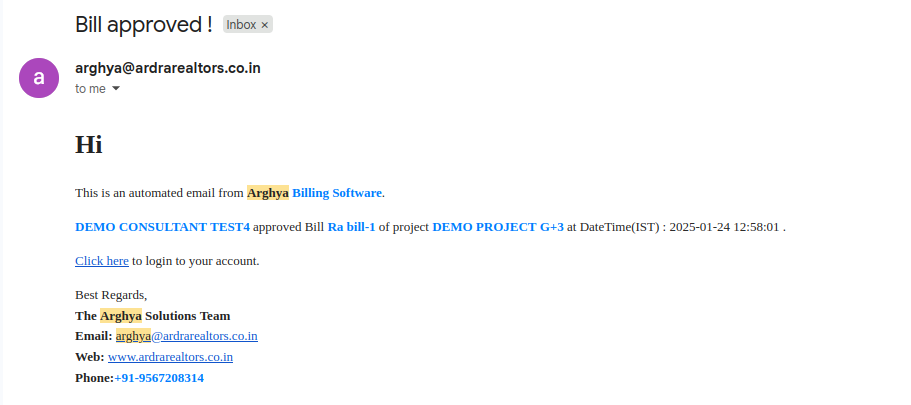 Bill approved ! Inbox ×
a
arghya@ardrarealtors.co.in
to me
Hi
This is an automated email from Arghya Billing Software.
DEMO CONSULTANT TEST4 approved Bill Ra bill-1 of project DEMO PROJECT G+3 at DateTime(IST) : 2025-01-24 12:58:01 .
Click here to login to your account.
Best Regards,
The Arghya Solutions Team
Email: arghya@ardrarealtors.co.in
Web: www.ardrarealtors.co.in
Phone:+91-9567208314